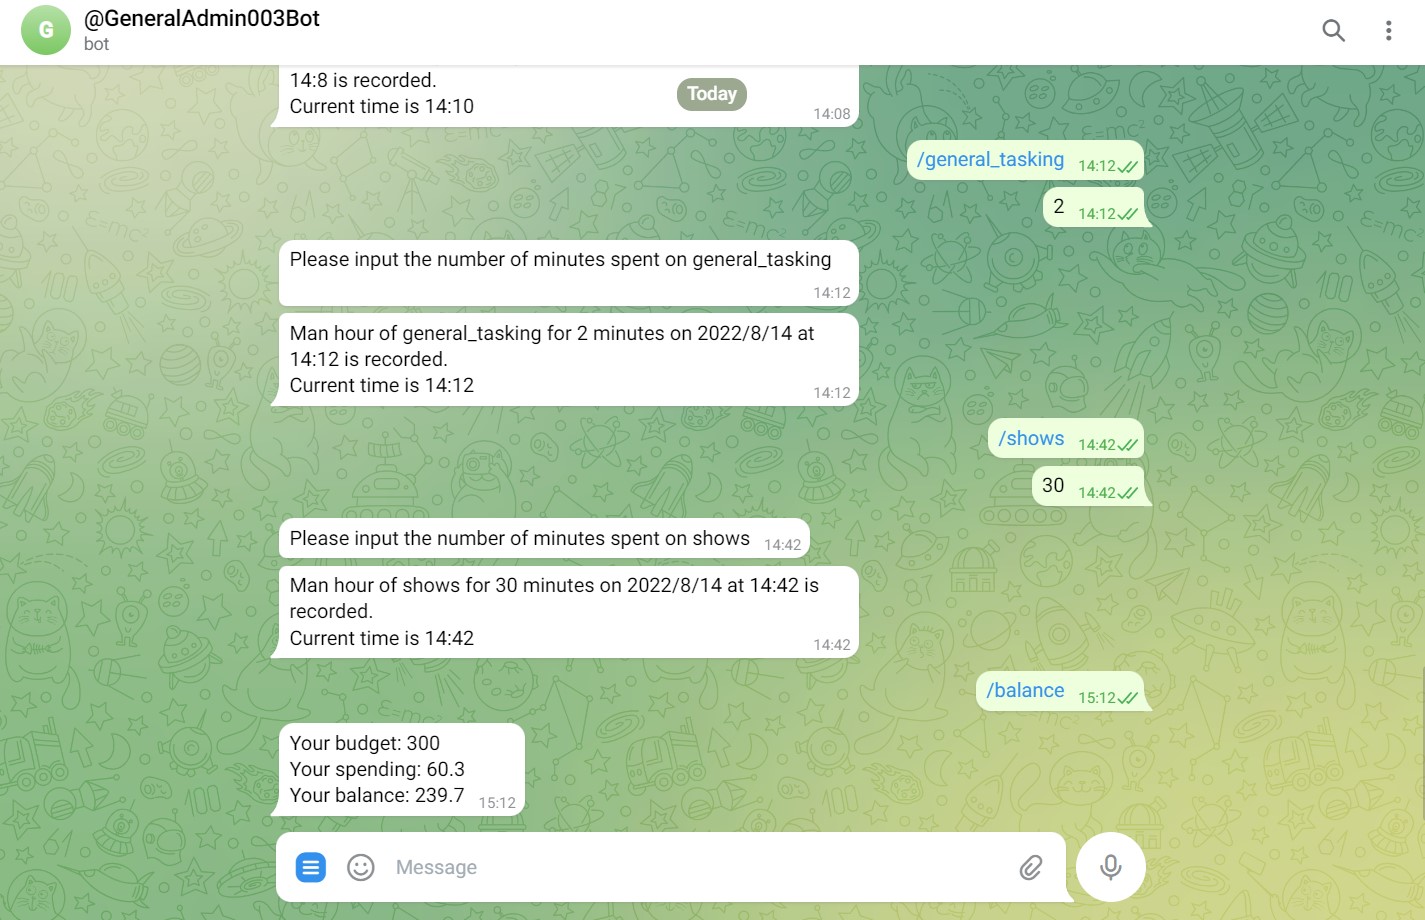 G
@GeneralAdmin003Bot
bot
14:8 is recorded.
Current time is 14:10
14:08
Today
/general_tasking 14:12
2 14:12
Please input the number of minutes spent on general_tasking
14:12
Man hour of general_tasking for 2 minutes on 2022/8/14 at
14:12 is recorded.
Current time is 14:12
14:12
/shows 14:42
30 14:42
Please input the number of minutes spent on shows 14:42
Man hour of shows for 30 minutes on 2022/8/14 at 14:42 is
recorded.
Current time is 14:42
14:42
/balance 15:12
Your budget: 300
Your spending: 60.3
Your balance: 239.7 15:12
Message